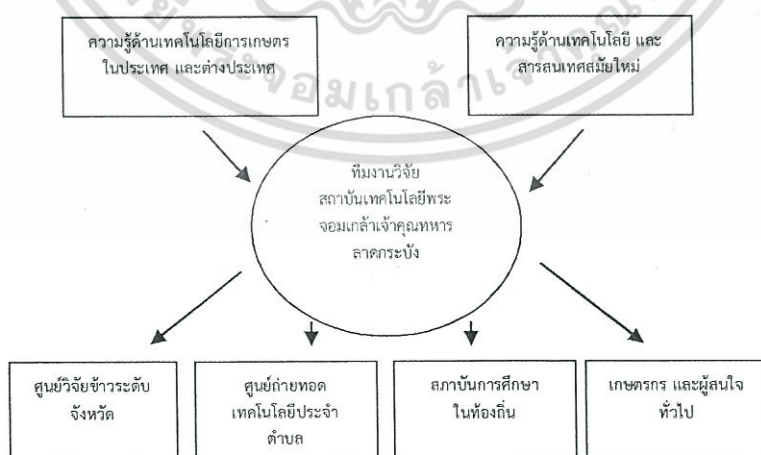 ความรู้ด้านเทคโนโลยีการเกษตร
ในประเทศ และต่างประเทศ
ความรู้ด้านเทคโนโลยี และ
สารสนเทศสมัยใหม่
ทีมงานวิจัย
สถาบันเทคโนโลยีพระ
จอมเกล้าเจ้าคุณทหาร
ลาดกระบัง
ศูนย์วิจัยข้าวระดับ
จังหวัด
ศูนย์ถ่ายทอด
เทคโนโลยีประจำ
ตำบล
สภาบันการศึกษา
ในท้องถิ่น
เกษตรกร และผู้สนใจ
ทั่วไป